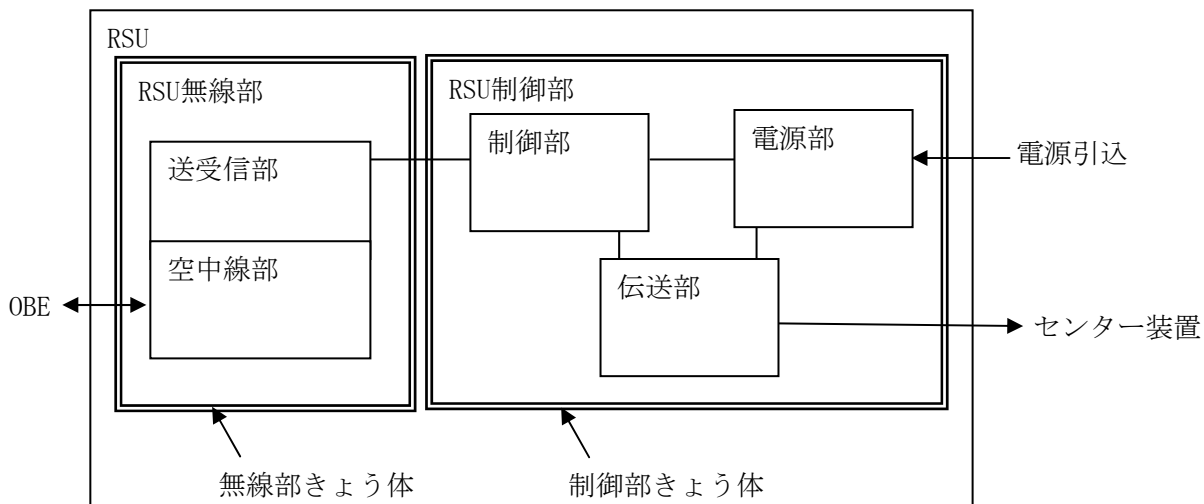 RSU
RSU無線部
RSU制御部
送受信部
制御部
電源部
電源引込
空中線部
伝送部
OBE
センター装置
無線部きょう体
制御部きょう体